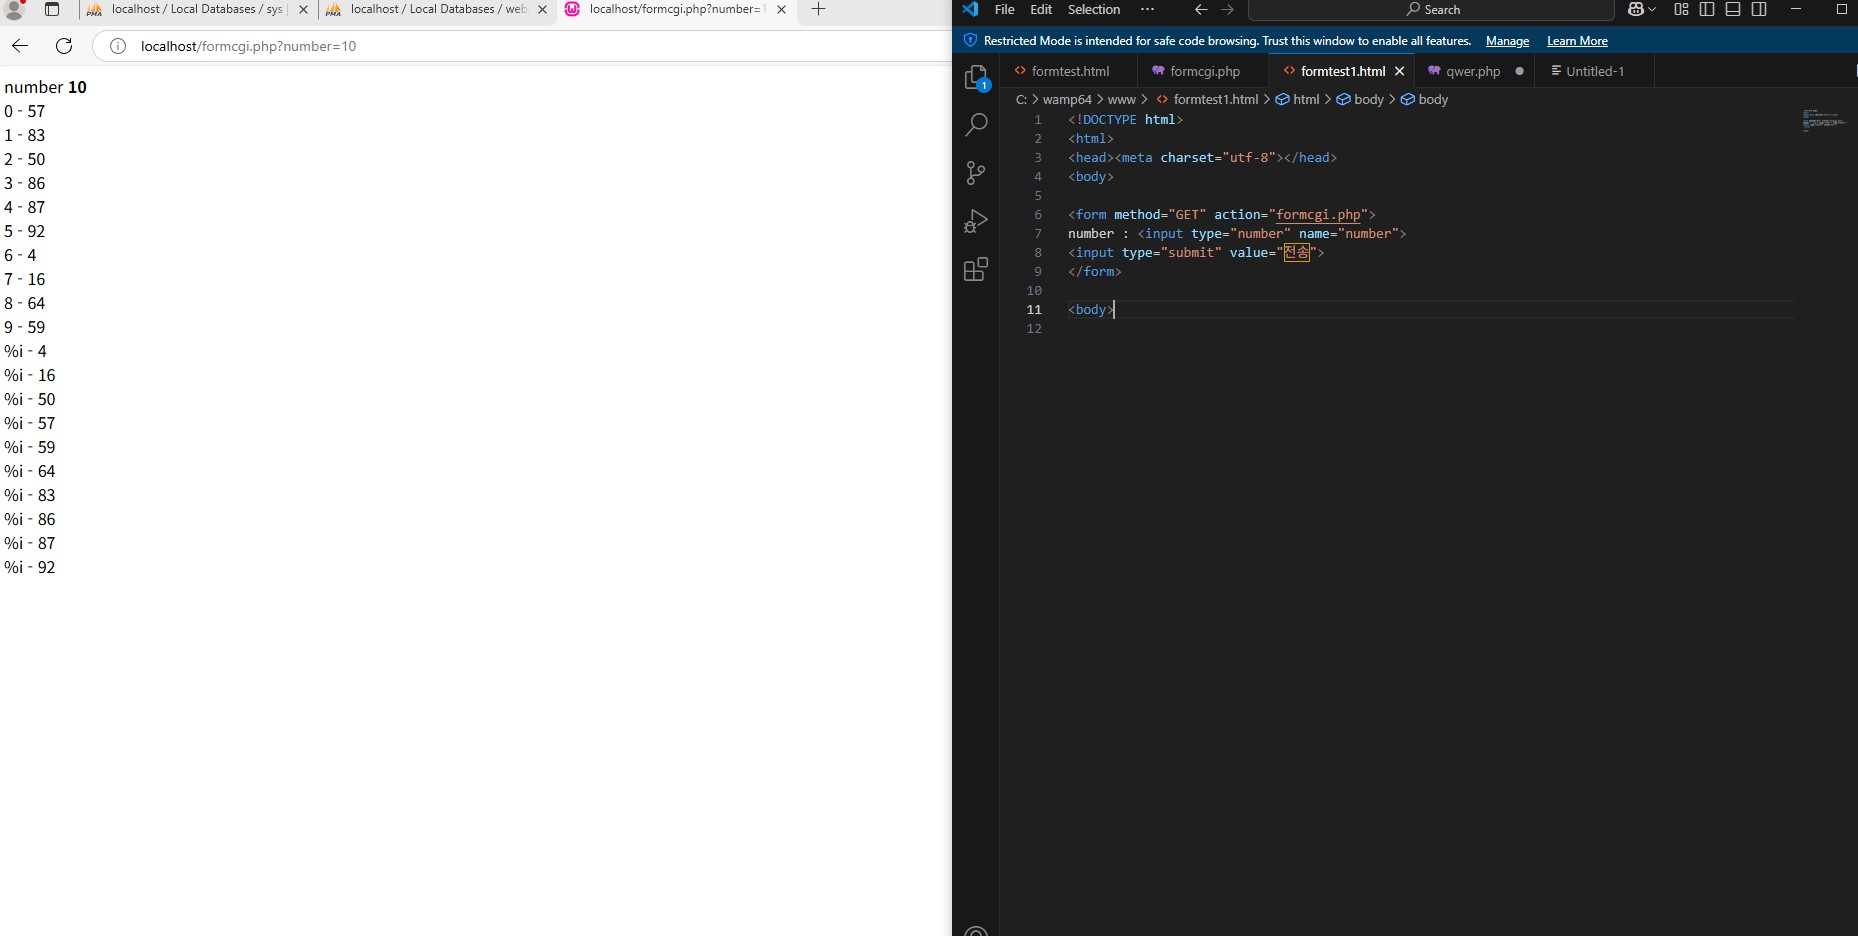 localhost / Local Databases / sys
localhost / Local Databases / web
localhost/formcgi.php?number=1
localhost/formcgi.php?number=10
number 10
0 - 57
1 - 83
2 - 50
3 - 86
4 - 87
5 - 92
6 - 4
7 - 16
8 - 64
9 - 59
%i - 4
%i - 16
%i - 50
%i - 57
%i - 59
%i - 64
%i - 83
%i - 86
%i - 87
%i - 92
File Edit Selection ··· Search
Restricted Mode is intended for safe code browsing. Trust this window to enable all features. Manage Learn More
1
formtest.html formcgi.php formtest1.html qwer.php Untitled-1
C: > wamp64 > www > formtest1.html > html > body > body
1 <!DOCTYPE html>
2 <html>
3 <head><meta charset="utf-8"></head>
4 <body>
5
6 <form method="GET" action="formcgi.php">
7 number : <input type="number" name="number">
8 <input type="submit" value="전송">
9 </form>
10
11 <body>
12